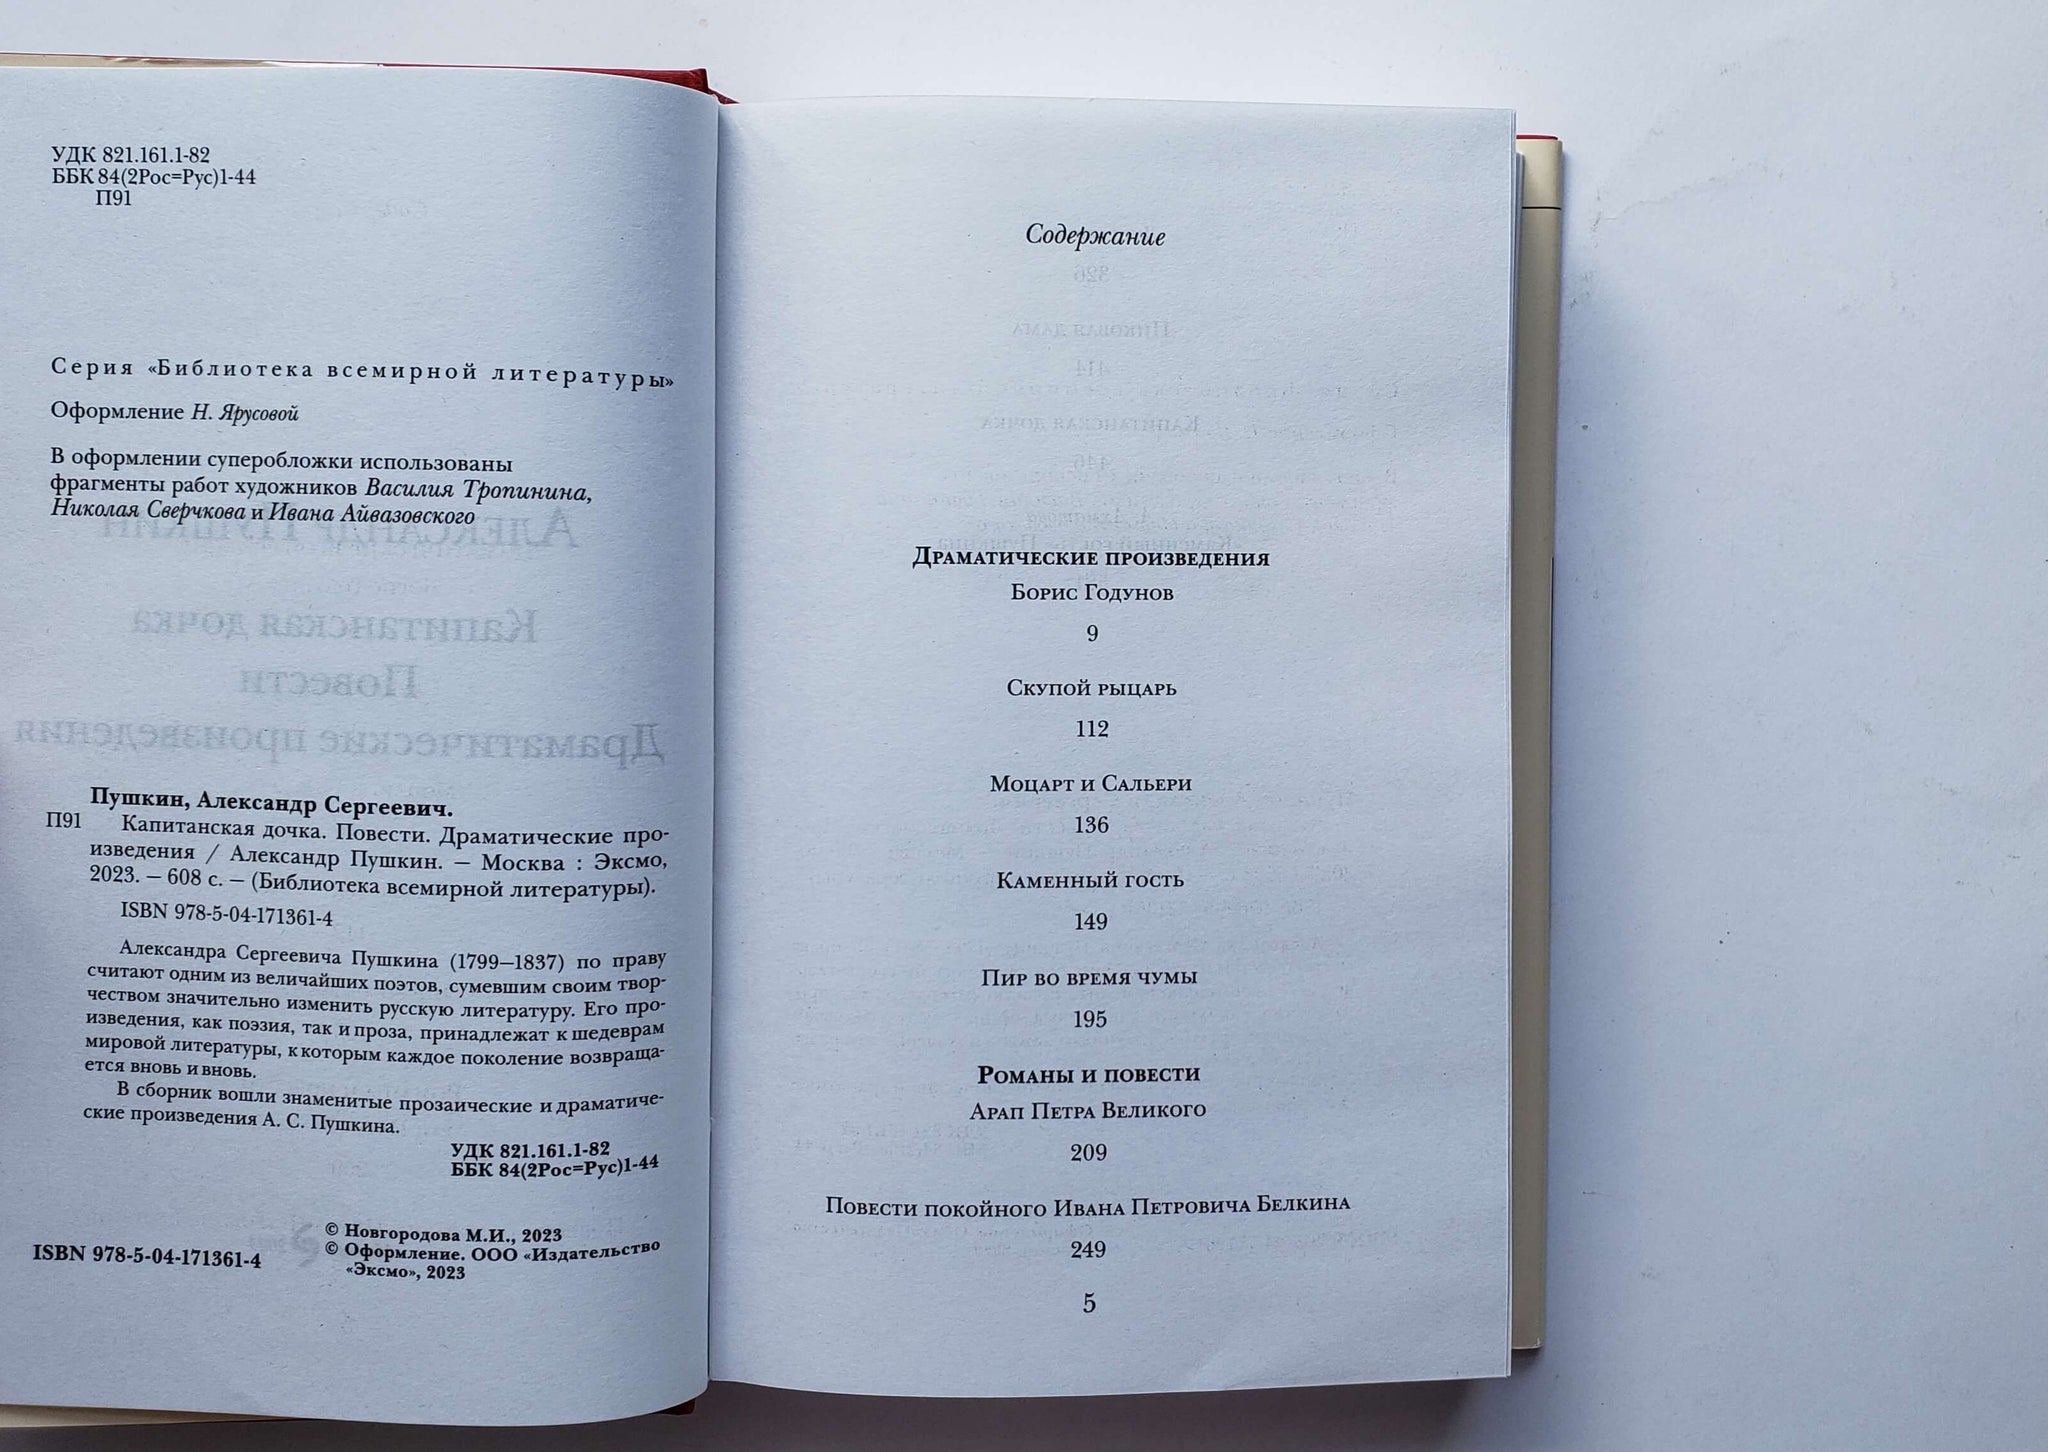 УДК 821.161.1-82
ББК 84(2Рос=Рус)1-44
П91
Серия «Библиотека всемирной литературы»
Оформление Н. Ярусовой
В оформлении суперобложки использованы
фрагменты работ художников Василия Тропинина,
Николая Сверчкова и Ивана Айвазовского
Пушкин, Александр Сергеевич.
П91 Капитанская дочка. Повести. Драматические про-
изведения / Александр Пушкин. — Москва : Эксмо,
2023. — 608 с. — (Библиотека всемирной литературы).
ISBN 978-5-04-171361-4
Александра Сергеевича Пушкина (1799—1837) по праву
считают одним из величайших поэтов, сумевшим своим твор-
чеством значительно изменить русскую литературу. Его про-
изведения, как поэзия, так и проза, принадлежат к шедеврам
мировой литературы, к которым каждое поколение возвраща-
ется вновь и вновь.
В сборник вошли знаменитые прозаические и драматиче-
ские произведения А. С. Пушкина.
УДК 821.161.1-82
ББК 84(2Рос=Рус)1-44
© Новгородова М.И., 2023
© Оформление. ООО «Издательство
«Эксмо», 2023
ISBN 978-5-04-171361-4
Содержание
Драматические произведения
Борис Годунов
9
Скупой рыцарь
112
Моцарт и Сальери
136
Каменный гость
149
Пир во время чумы
195
Романы и повести
Арап Петра Великого
209
Повести покойного Ивана Петровича Белкина
249
5